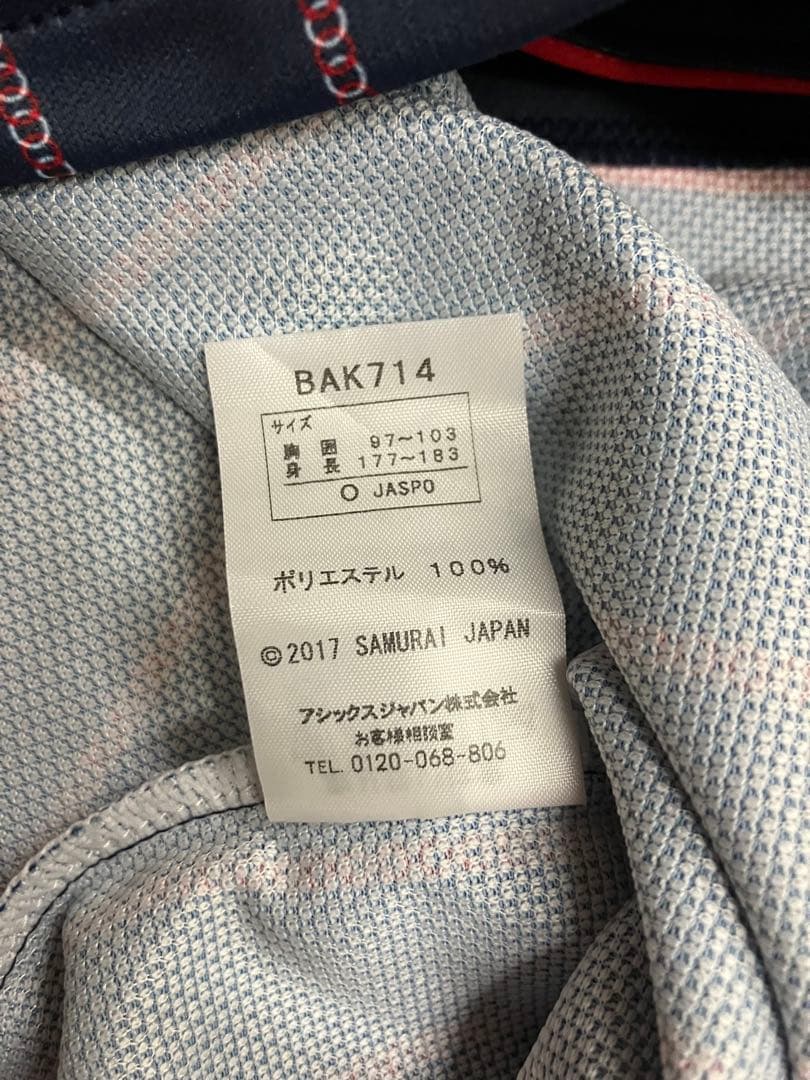 BAK714
サイズ
胸 囲 97〜103
身 長 177〜183
○ JASPO
ポリエステル 100%
©2017 SAMURAI JAPAN
アシックスジャパン株式会社
お客様相談室
TEL. 0120-068-806